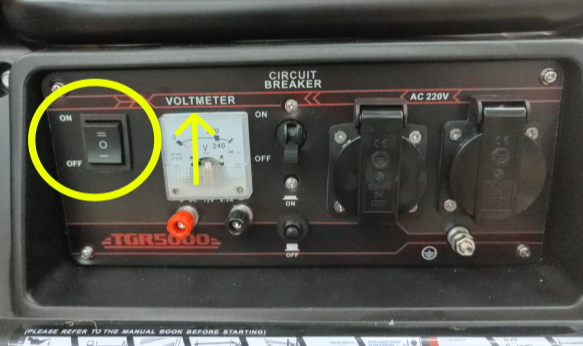 CIRCUIT
BREAKER
VOLTMETER
AC 220V
ON
OFF
ON
OFF
0
240
V
ON
OFF
TGR5000
(PLEASE REFER TO THE MANUAL BOOK BEFORE STARTING)